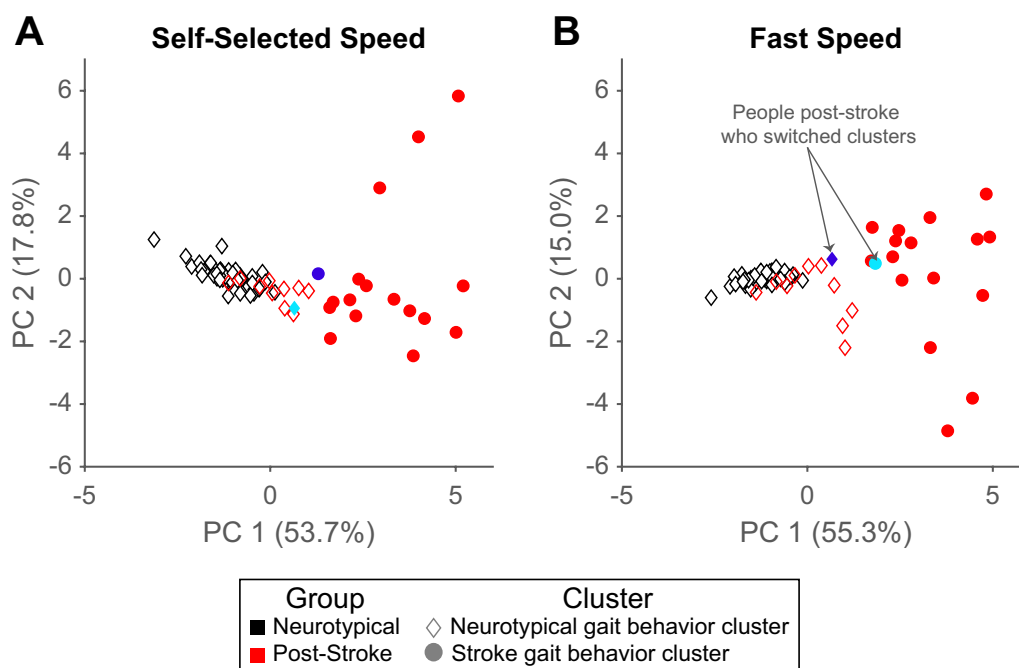 A
Self-Selected Speed
6
4
2
0
-2
-4
-6
-5
0
5
PC 2 (17.8%)
PC 1 (53.7%)
B
Fast Speed
People post-stroke
who switched clusters
6
4
2
0
-2
-4
-6
-5
0
5
PC 2 (15.0%)
PC 1 (55.3%)
Group
Cluster
Neurotypical
Neurotypical gait behavior cluster
Post-Stroke
Stroke gait behavior cluster